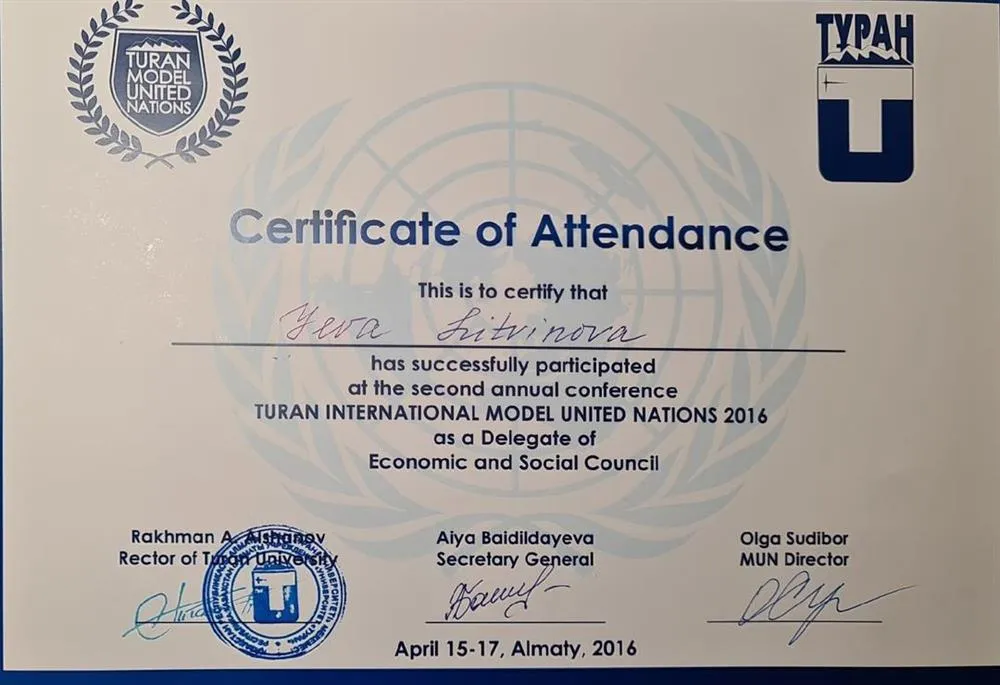 TURAN
MODEL
UNITED
NATIONS
ТУРАН
Certificate of Attendance
This is to certify that
Yeva Litvinova
has successfully participated
at the second annual conference
TURAN INTERNATIONAL MODEL UNITED NATIONS 2016
as a Delegate of
Economic and Social Council
Rakhman A. Alshanov
Rector of Turan University
Aiya Baidildayeva
Secretary General
Olga Sudibor
MUN Director
April 15-17, Almaty, 2016